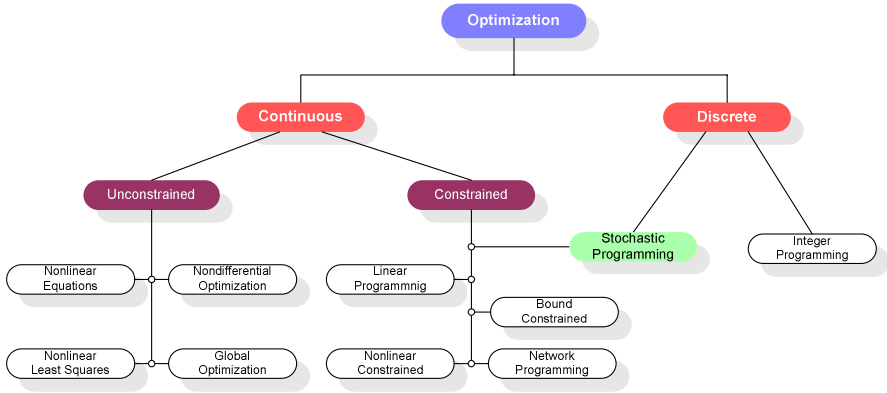 Optimization
Continuous
Discrete
Unconstrained
Constrained
Stochastic
Programming
Integer
Programming
Nonlinear
Equations
Nondifferential
Optimization
Linear
Programmnig
Bound
Constrained
Nonlinear
Least Squares
Global
Optimization
Nonlinear
Constrained
Network
Programming